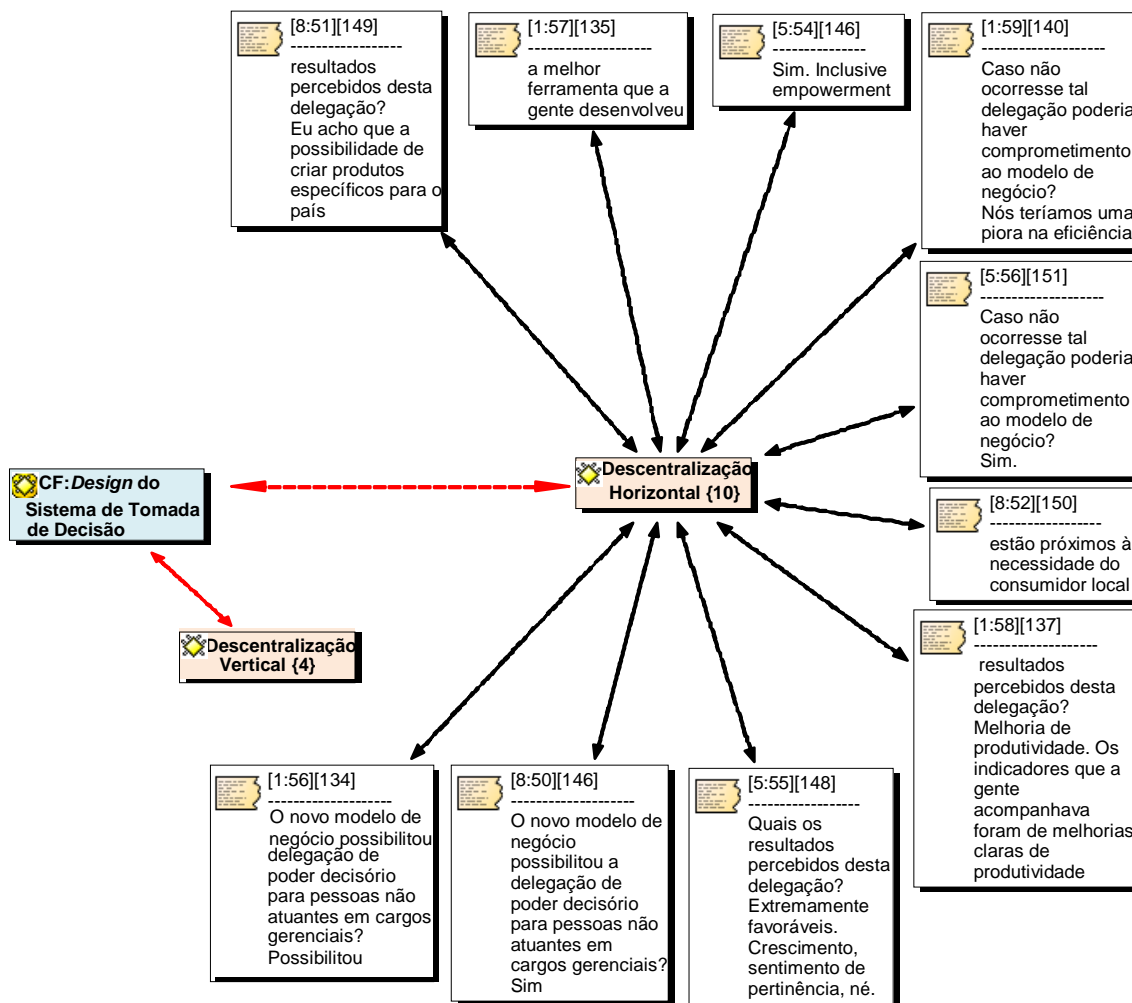 [8:51][149]
-------------------
resultados
percebidos desta
delegação?
Eu acho que a
possibilidade de
criar produtos
específicos para o
país
[1:57][135]
---------------------
a melhor
ferramenta que a
gente desenvolveu
[5:54][146]
----------------
Sim. Inclusive
empowerment
[1:59][140]
---------------------
Caso não
ocorresse tal
delegação poderia
haver
comprometimento
ao modelo de
negócio?
Nós teríamos uma
piora na eficiência
[5:56][151]
---------------------
Caso não
ocorresse tal
delegação poderia
haver
comprometimento
ao modelo de
negócio?
Sim.
CF:Design do
Sistema de Tomada
de Decisão
Descentralização
Horizontal {10}
[8:52][150]
-------------------
estão próximos à
necessidade do
consumidor local
Descentralização
Vertical {4}
[1:58][137]
---------------------
resultados
percebidos desta
delegação?
Melhoria de
produtividade. Os
indicadores que a
gente
acompanhava
foram de melhorias
claras de
produtividade
[1:56][134]
---------------------
O novo modelo de
negócio possibilitou
delegação de
poder decisório
para pessoas não
atuantes em cargos
gerenciais?
Possibilitou
[8:50][146]
---------------------
O novo modelo de
negócio
possibilitou a
delegação de
poder decisório
para pessoas não
atuantes em
cargos gerenciais?
Sim
[5:55][148]
-------------------
Quais os
resultados
percebidos desta
delegação?
Extremamente
favoráveis.
Crescimento,
sentimento de
pertinência, né.